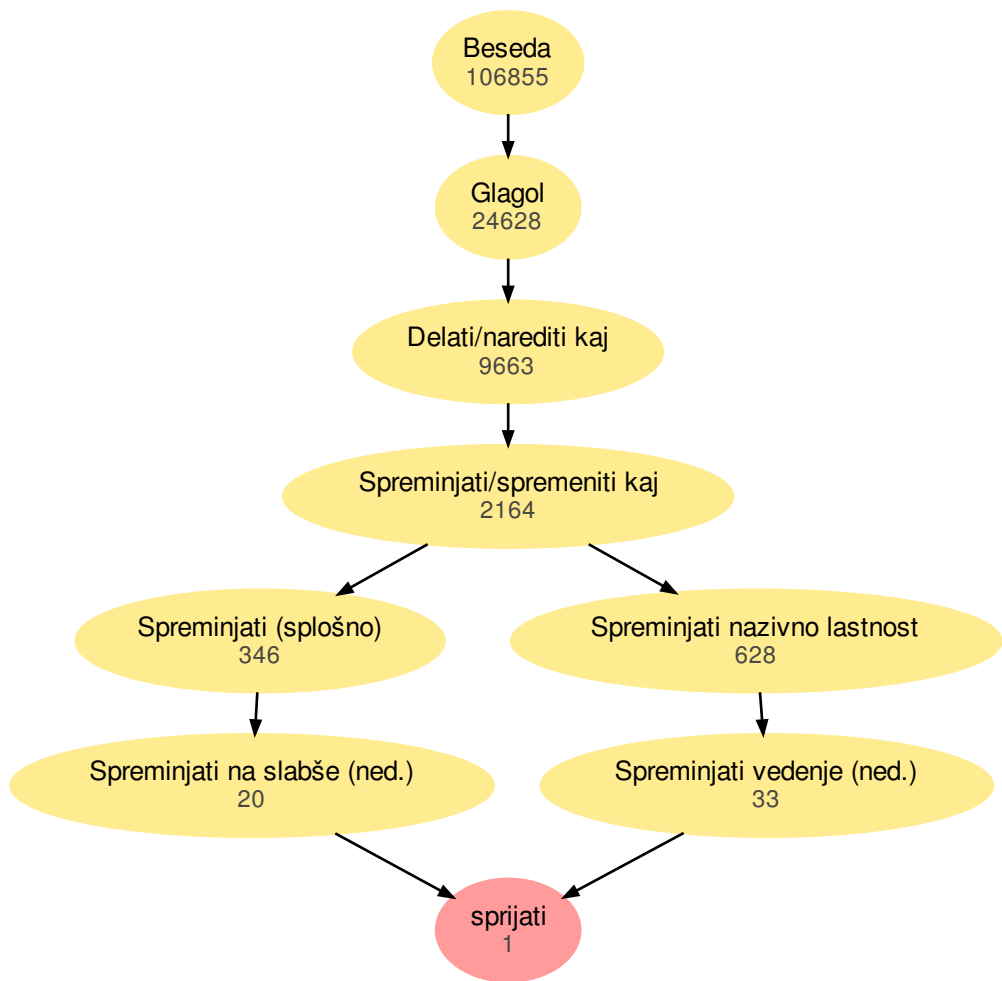 Beseda
106855
Glagol
24628
Delati/narediti kaj
9663
Spreminjati/spremeniti kaj
2164
Spreminjati (splošno)
346
Spreminjati nazivno lastnost
628
Spreminjati na slabše (ned.)
20
Spreminjati vedenje (ned.)
33
sprijati
1